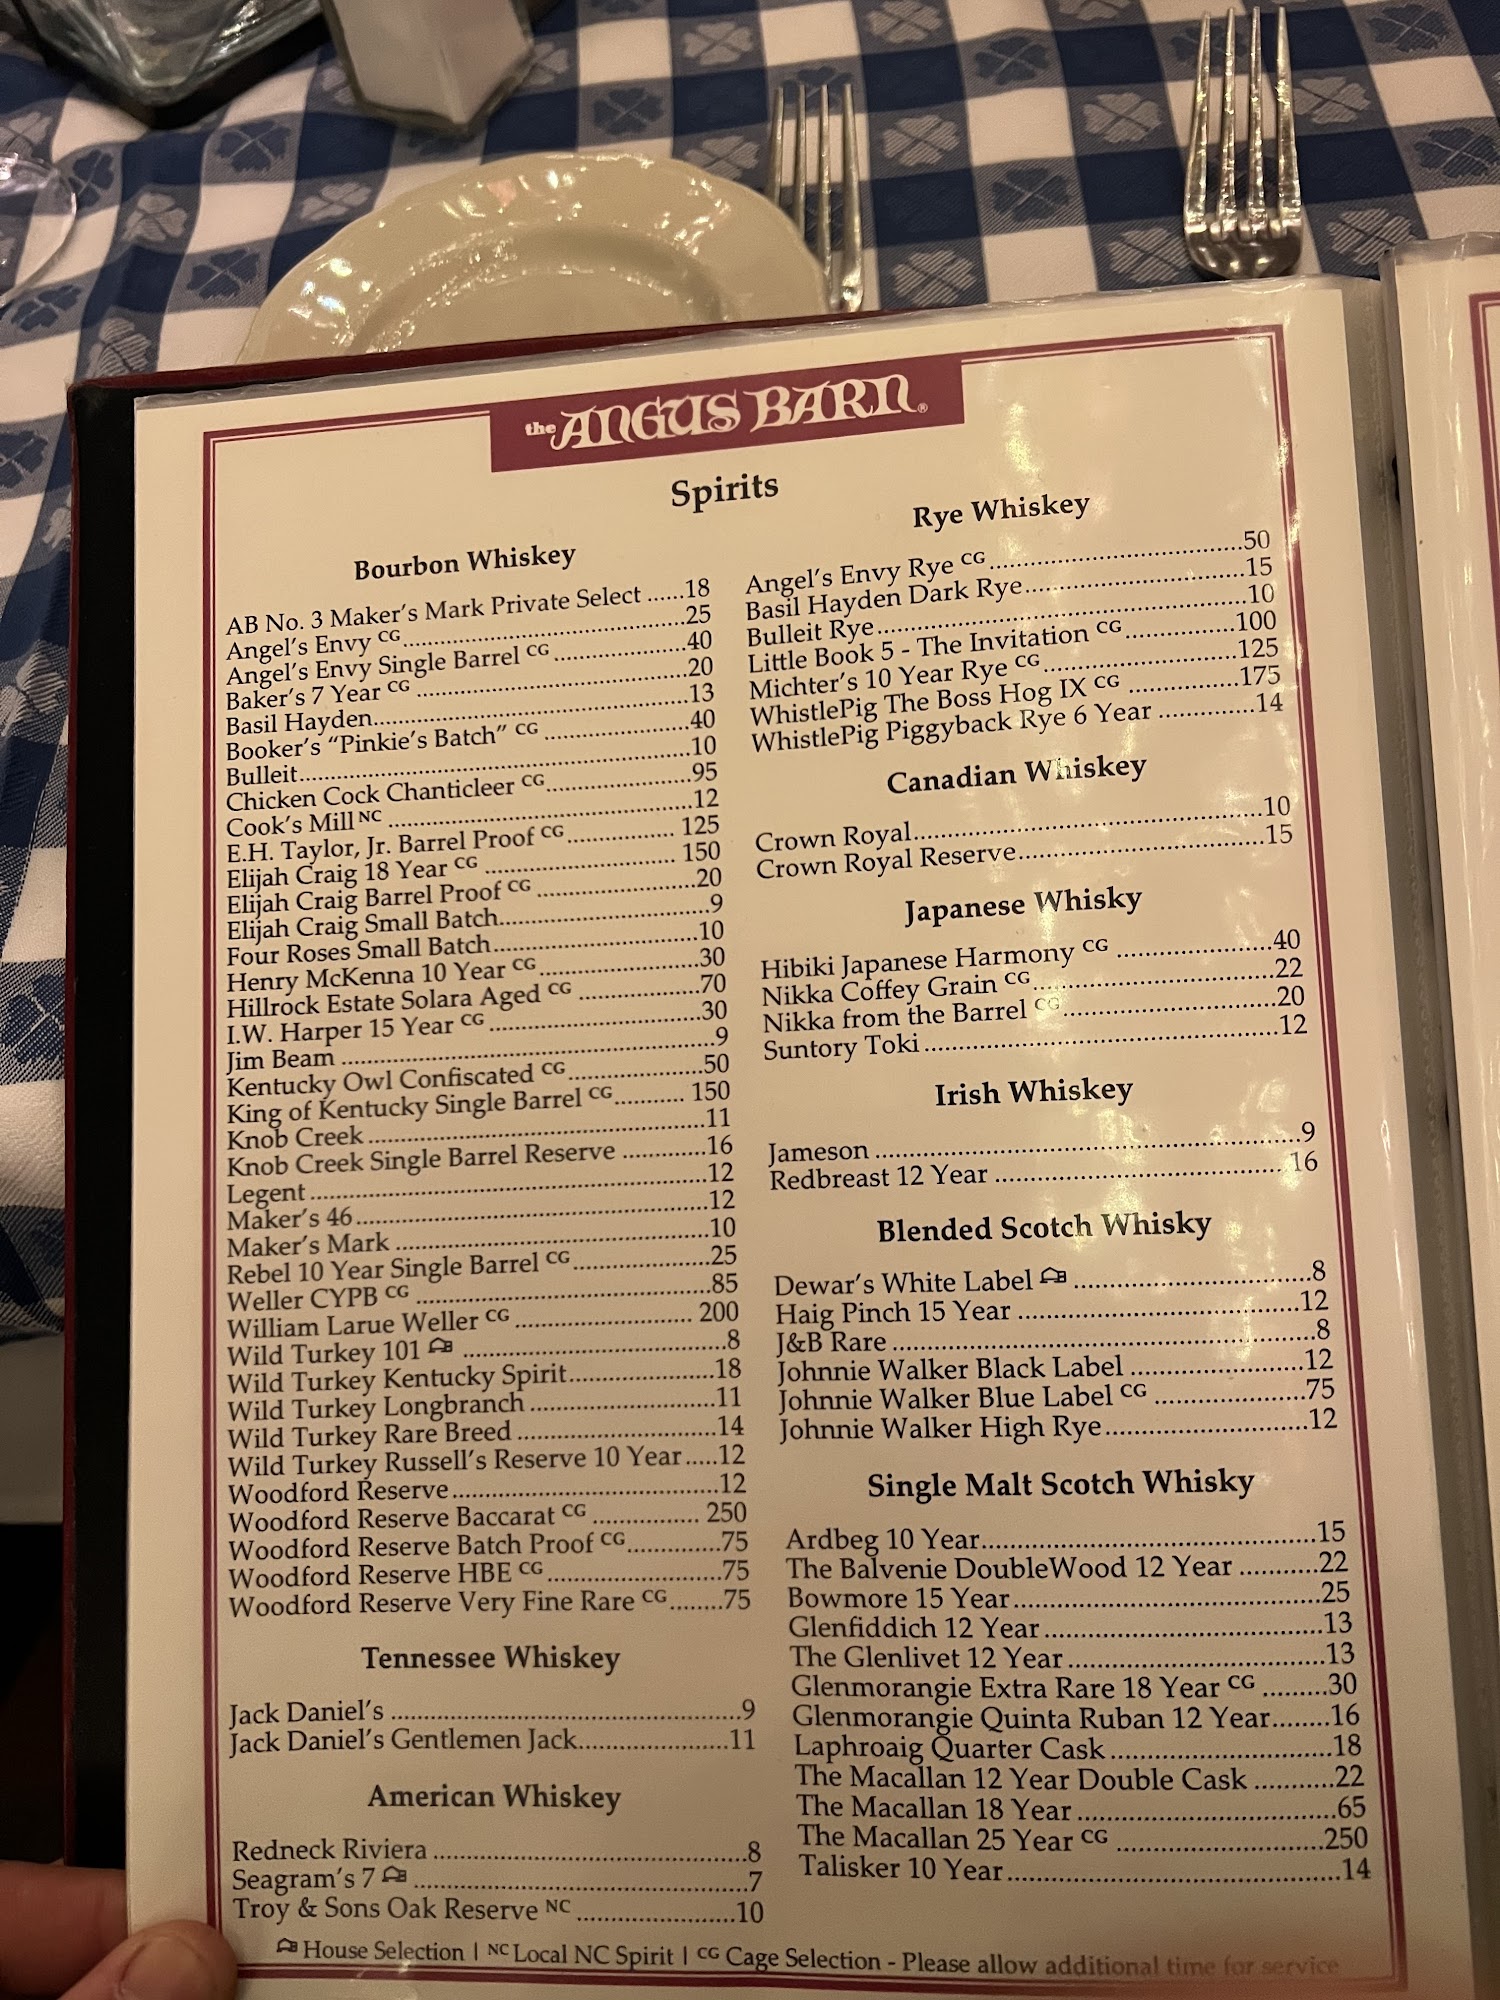 the ANGUS BARN®
Spirits
Bourbon Whiskey
AB No. 3 Maker's Mark Private Select ......18
Angel's Envy CG ......25
Angel's Envy Single Barrel CG ......40
Baker's 7 Year CG ......20
Basil Hayden ......13
Booker's "Pinkie's Batch" CG ......40
Bulleit ......10
Chicken Cock Chanticleer CG ......95
Cook's Mill NC ......12
E.H. Taylor, Jr. Barrel Proof CG ...... 125
Elijah Craig 18 Year CG ...... 150
Elijah Craig Barrel Proof CG ......20
Elijah Craig Small Batch ......9
Four Roses Small Batch ......10
Henry McKenna 10 Year CG ......30
Hillrock Estate Solara Aged CG ......70
I.W. Harper 15 Year CG ......30
Jim Beam ......9
Kentucky Owl Confiscated CG ......50
King of Kentucky Single Barrel CG ...... 150
Knob Creek ......11
Knob Creek Single Barrel Reserve ......16
Legent ......12
Maker's 46 ......12
Maker's Mark ......10
Rebel 10 Year Single Barrel CG ......25
Weller CYPB CG ......85
William Larue Weller CG ...... 200
Wild Turkey 101 ......8
Wild Turkey Kentucky Spirit ......18
Wild Turkey Longbranch ......11
Wild Turkey Rare Breed ......14
Wild Turkey Russell's Reserve 10 Year ......12
Woodford Reserve ......12
Woodford Reserve Baccarat CG ...... 250
Woodford Reserve Batch Proof CG ......75
Woodford Reserve HBE CG ......75
Woodford Reserve Very Fine Rare CG ......75
Tennessee Whiskey
Jack Daniel's ......9
Jack Daniel's Gentlemen Jack ......11
American Whiskey
Redneck Riviera ......8
Seagram's 7 ......7
Troy & Sons Oak Reserve NC ......10
Rye Whiskey
Angel's Envy Rye CG ......50
Basil Hayden Dark Rye ......15
Bulleit Rye ......10
Little Book 5 - The Invitation CG ......100
Michter's 10 Year Rye CG ......125
WhistlePig The Boss Hog IX CG ......175
WhistlePig Piggyback Rye 6 Year ......14
Canadian Whiskey
Crown Royal ......10
Crown Royal Reserve ......15
Japanese Whisky
Hibiki Japanese Harmony CG ......40
Nikka Coffey Grain CG ......22
Nikka from the Barrel CG ......20
Suntory Toki ......12
Irish Whiskey
Jameson ......9
Redbreast 12 Year ...... 16
Blended Scotch Whisky
Dewar's White Label ......8
Haig Pinch 15 Year ......12
J&B Rare ......8
Johnnie Walker Black Label ......12
Johnnie Walker Blue Label CG ......75
Johnnie Walker High Rye ......12
Single Malt Scotch Whisky
Ardbeg 10 Year ......15
The Balvenie DoubleWood 12 Year ......22
Bowmore 15 Year ......25
Glenfiddich 12 Year ......13
The Glenlivet 12 Year ......13
Glenmorangie Extra Rare 18 Year CG ......30
Glenmorangie Quinta Ruban 12 Year ......16
Laphroaig Quarter Cask ......18
The Macallan 12 Year Double Cask ......22
The Macallan 18 Year ......65
The Macallan 25 Year CG ......250
Talisker 10 Year ......14
House Selection | NC Local NC Spirit | CG Cage Selection - Please allow additional time for service